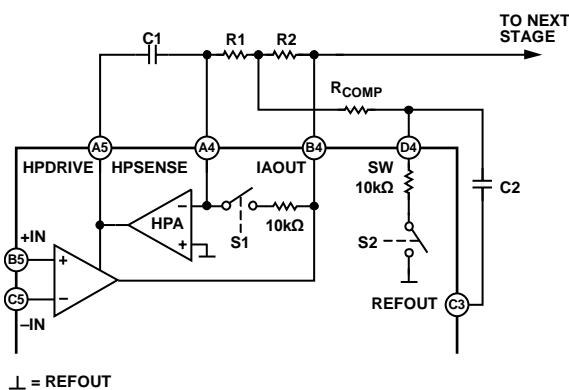 TO NEXT
STAGE
C1
R1
R2
RCOMP
A5
A4
B4
D4
HPDRIVE
HPSENSE
IAOUT
SW
10kΩ
C2
HPA
–
+
S1
10kΩ
S2
+IN
B5
+
C5
–
–IN
REFOUT
C3
⊥ = REFOUT